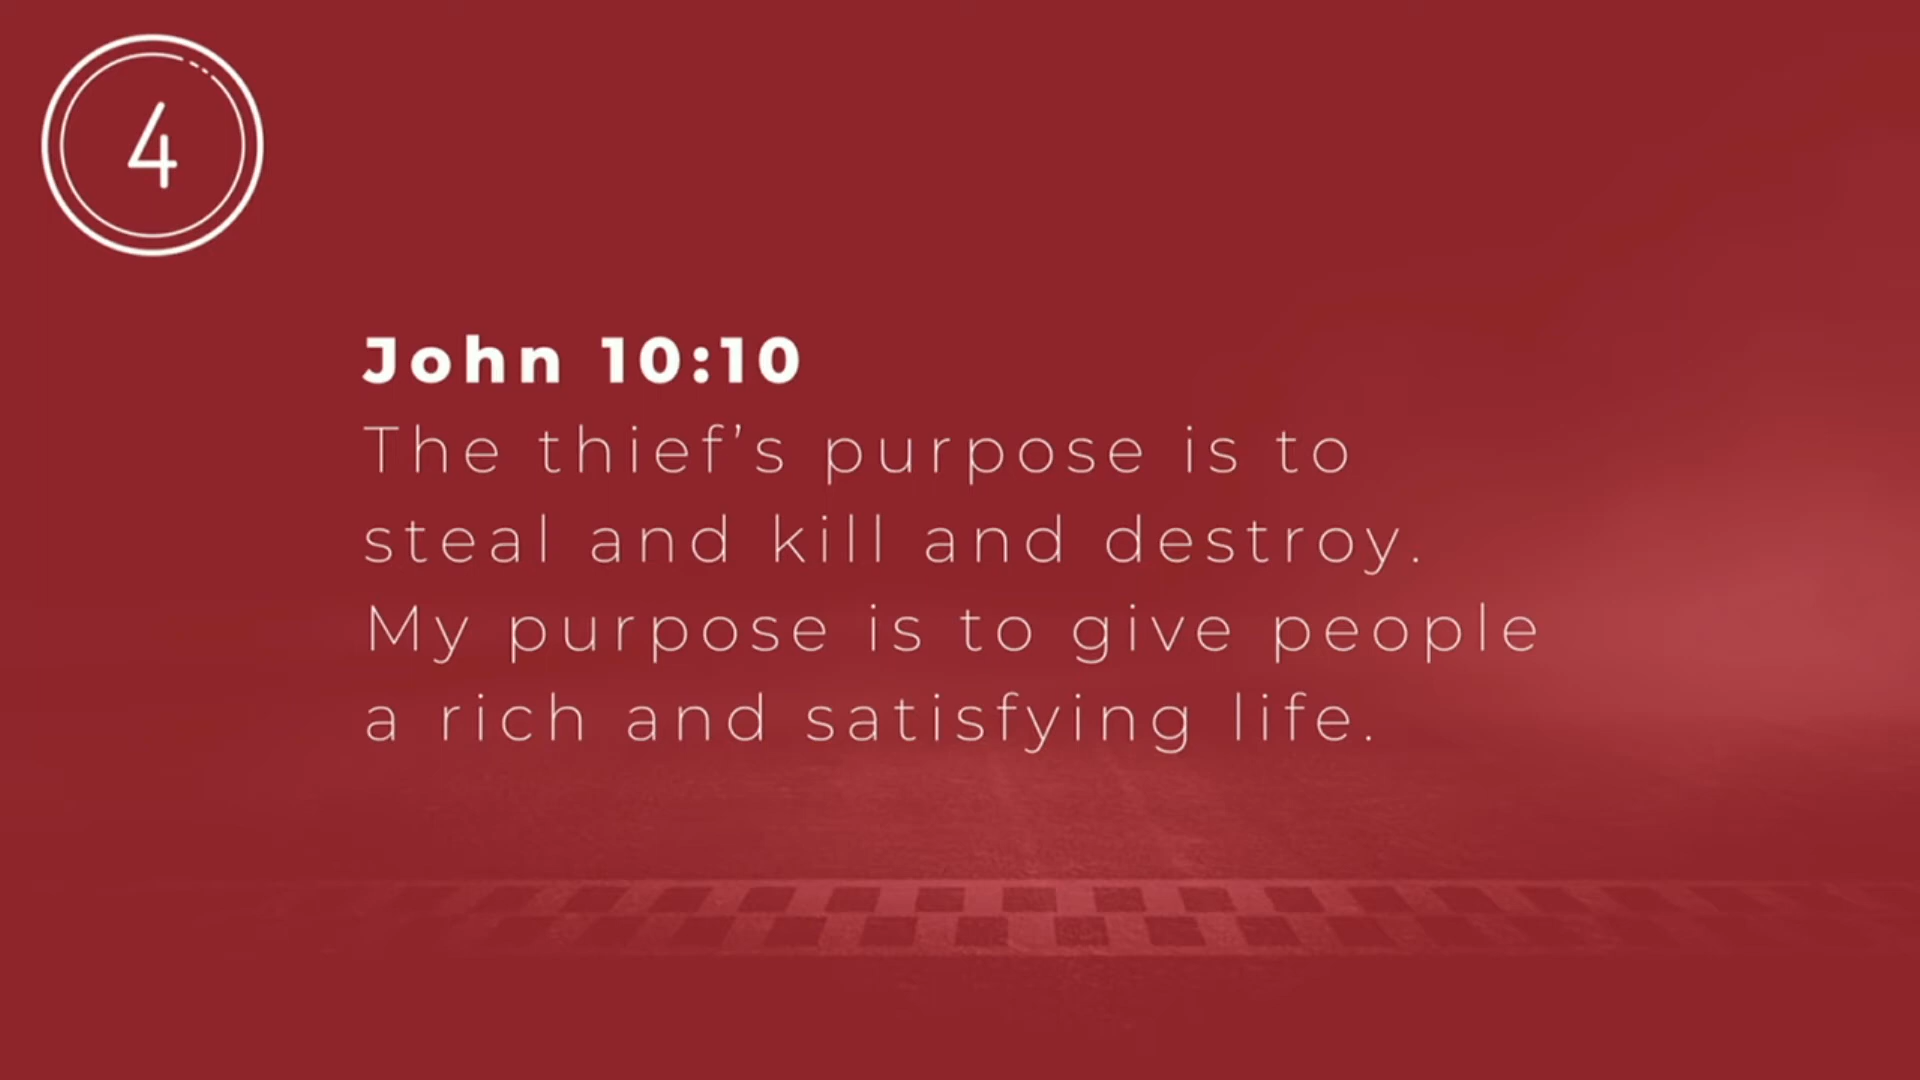 4
John 10:10
The thief’s purpose is to
steal and kill and destroy.
My purpose is to give people
a rich and satisfying life.